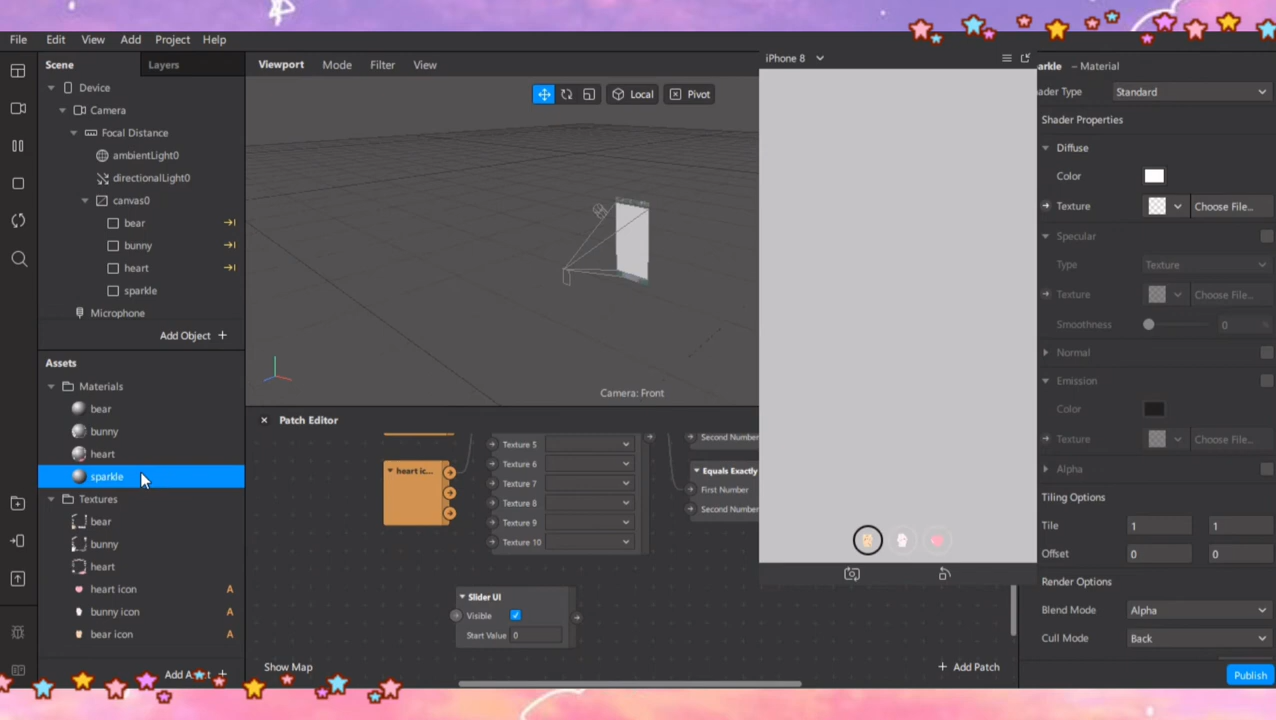 File Edit View Add Project Help
Scene Layers
Device
Camera
Focal Distance
ambientLight0
directionalLight0
canvas0
bear
bunny
heart
sparkle
Microphone
Add Object +
Assets
Materials
bear
bunny
heart
sparkle
Textures
bear
bunny
heart
heart icon A
bunny icon A
bear icon A
Viewport Mode Filter View
Local Pivot
Camera: Front
Patch Editor
heart ic...
Texture 5
Texture 6
Texture 7
Texture 8
Texture 9
Texture 10
Second Number
Equals Exactly
First Number
Second Number
Slider UI
Visible
Start Value 0
Show Map
+ Add Patch
iPhone 8
arkle – Material
ader Type Standard
Shader Properties
Diffuse
Color
Texture Choose File...
Specular
Type Texture
Texture Choose File...
Smoothness 0
Normal
Emission
Color
Texture Choose File...
Alpha
Tiling Options
Tile 1 1
Offset 0 0
Render Options
Blend Mode Alpha
Cull Mode Back
Publish